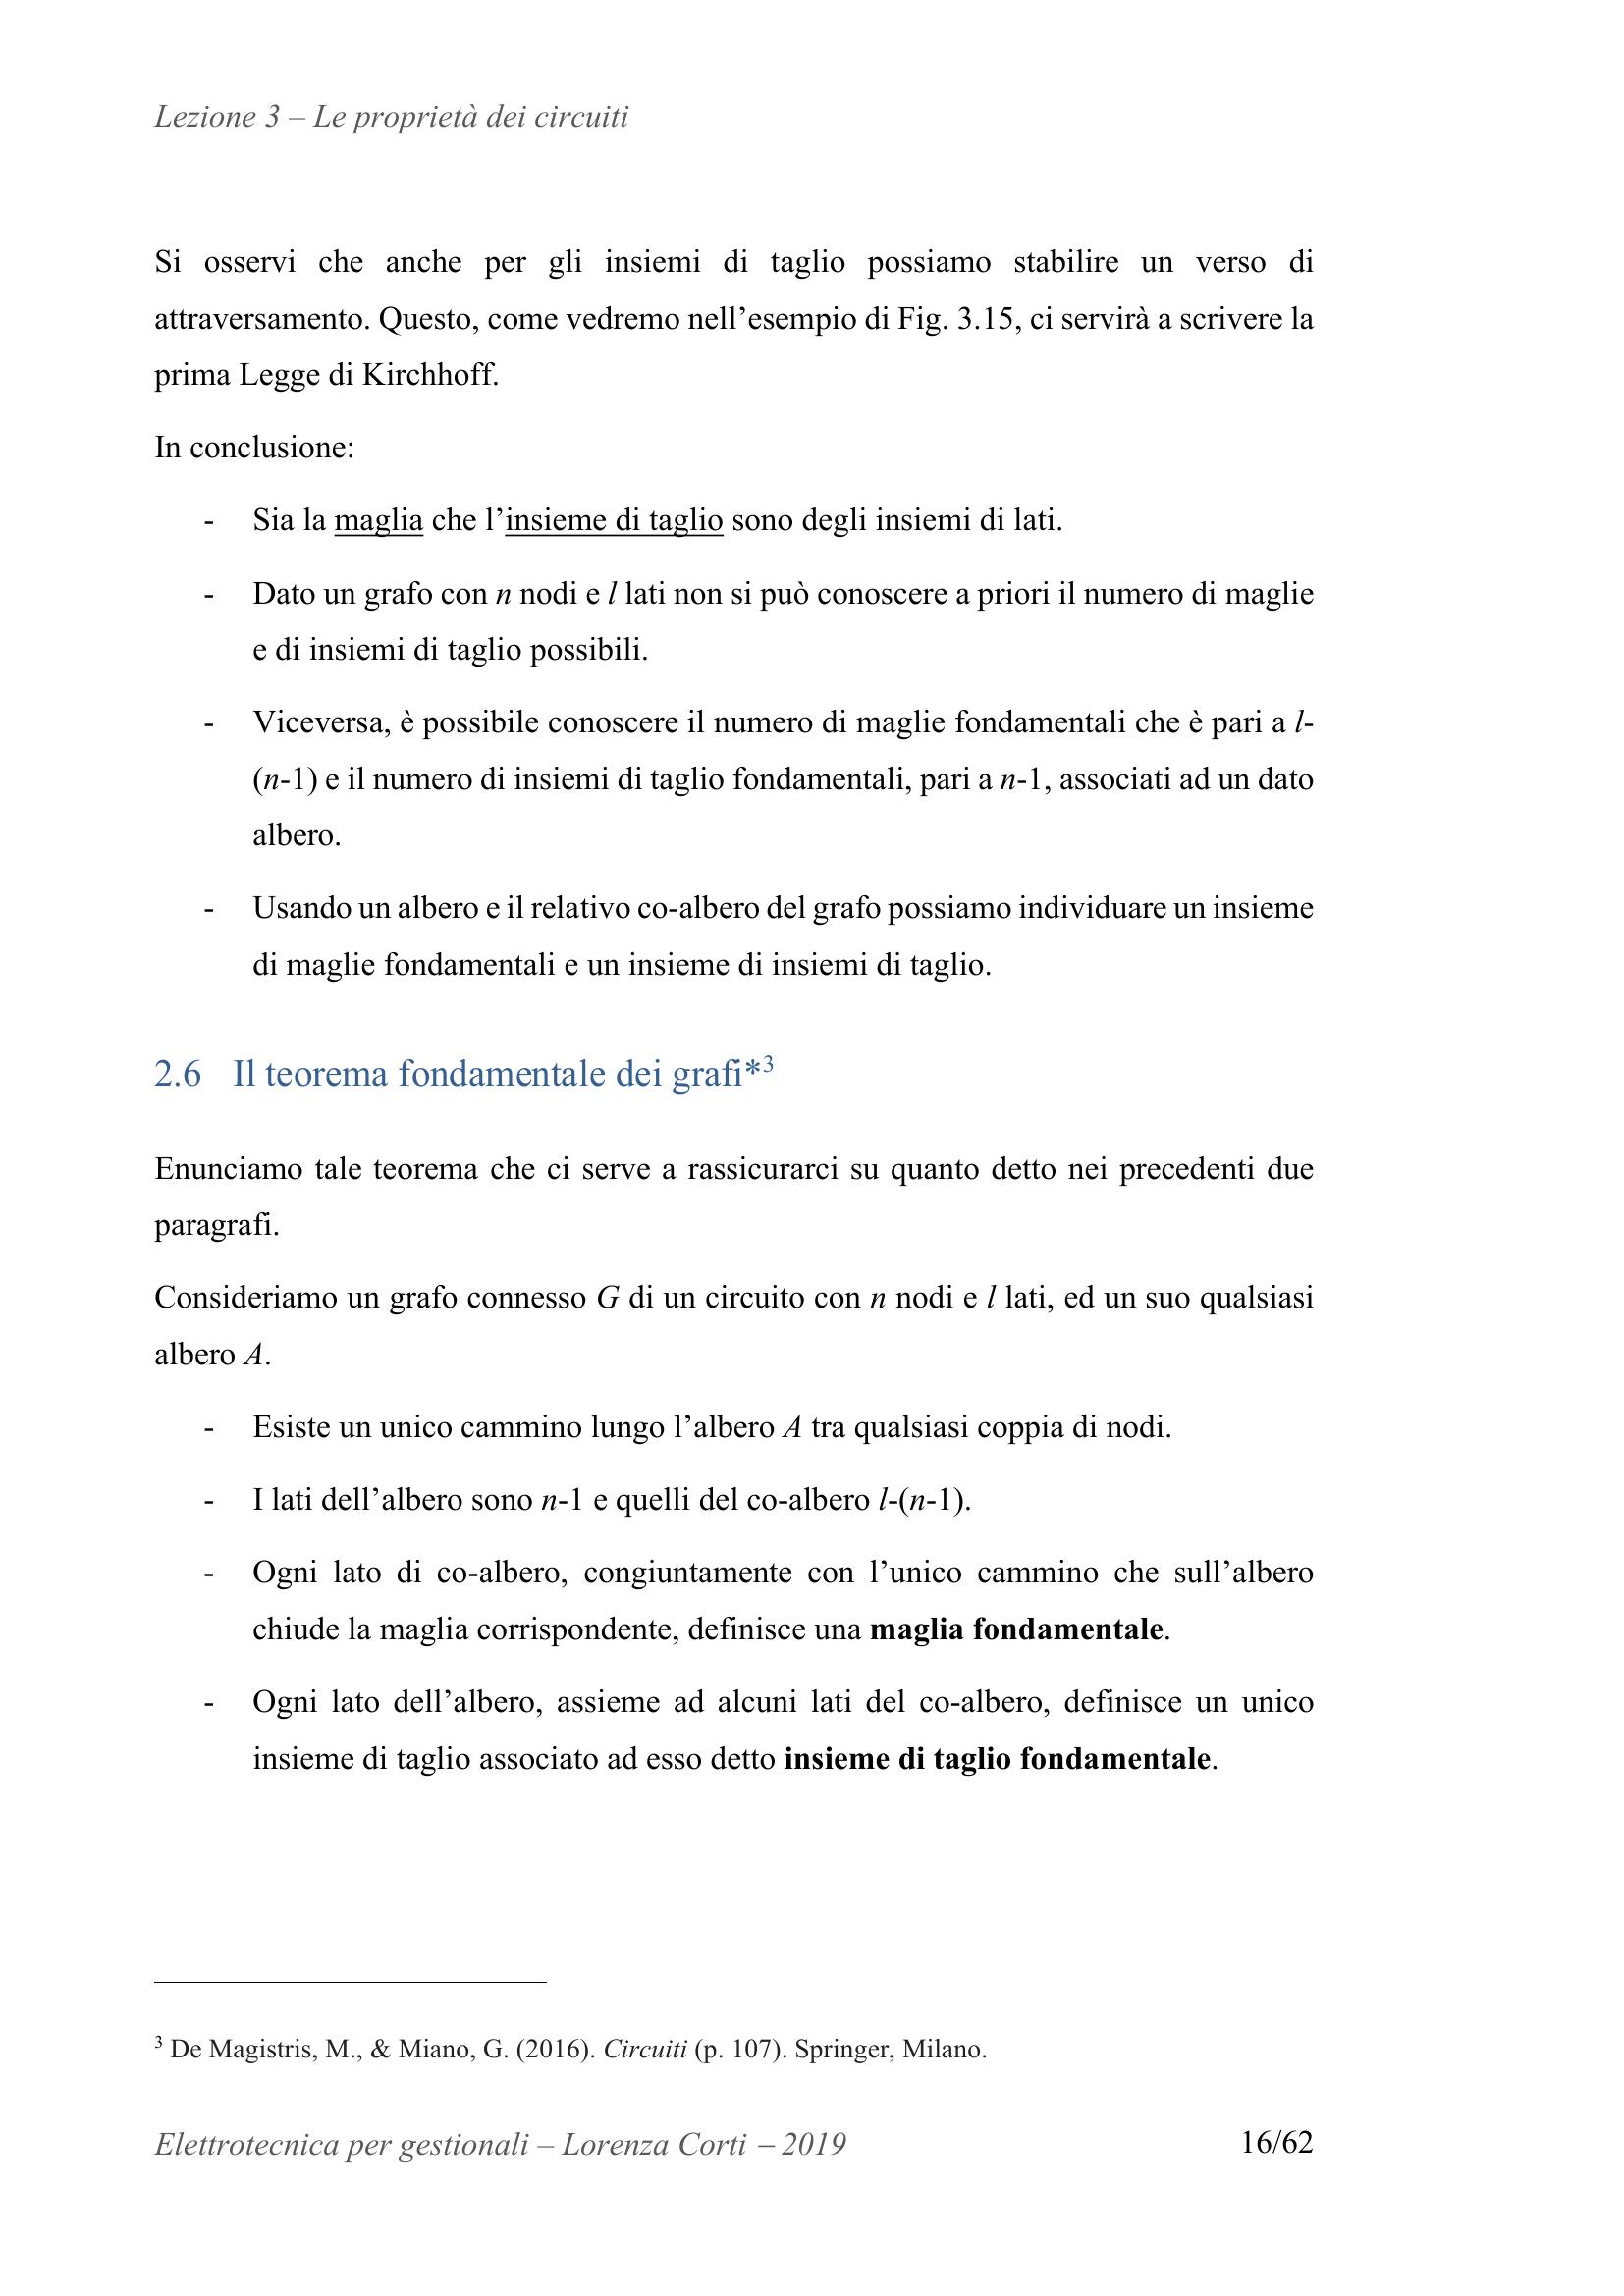 Lezione 3 – Le proprietà dei circuiti
Si osservi che anche per gli insiemi di taglio possiamo stabilire un verso di
attraversamento. Questo, come vedremo nell’esempio di Fig. 3.15, ci servirà a scrivere la
prima Legge di Kirchhoff.
In conclusione:
- Sia la maglia che l’insieme di taglio sono degli insiemi di lati.
- Dato un grafo con n nodi e l lati non si può conoscere a priori il numero di maglie
e di insiemi di taglio possibili.
- Viceversa, è possibile conoscere il numero di maglie fondamentali che è pari a l-
(n-1) e il numero di insiemi di taglio fondamentali, pari a n-1, associati ad un dato
albero.
- Usando un albero e il relativo co-albero del grafo possiamo individuare un insieme
di maglie fondamentali e un insieme di insiemi di taglio.
2.6 Il teorema fondamentale dei grafi*3
Enunciamo tale teorema che ci serve a rassicurarci su quanto detto nei precedenti due
paragrafi.
Consideriamo un grafo connesso G di un circuito con n nodi e l lati, ed un suo qualsiasi
albero A.
- Esiste un unico cammino lungo l’albero A tra qualsiasi coppia di nodi.
- I lati dell’albero sono n-1 e quelli del co-albero l-(n-1).
- Ogni lato di co-albero, congiuntamente con l’unico cammino che sull’albero
chiude la maglia corrispondente, definisce una maglia fondamentale.
- Ogni lato dell’albero, assieme ad alcuni lati del co-albero, definisce un unico
insieme di taglio associato ad esso detto insieme di taglio fondamentale.
3 De Magistris, M., & Miano, G. (2016). Circuiti (p. 107). Springer, Milano.
Elettrotecnica per gestionali – Lorenza Corti – 2019 16/62